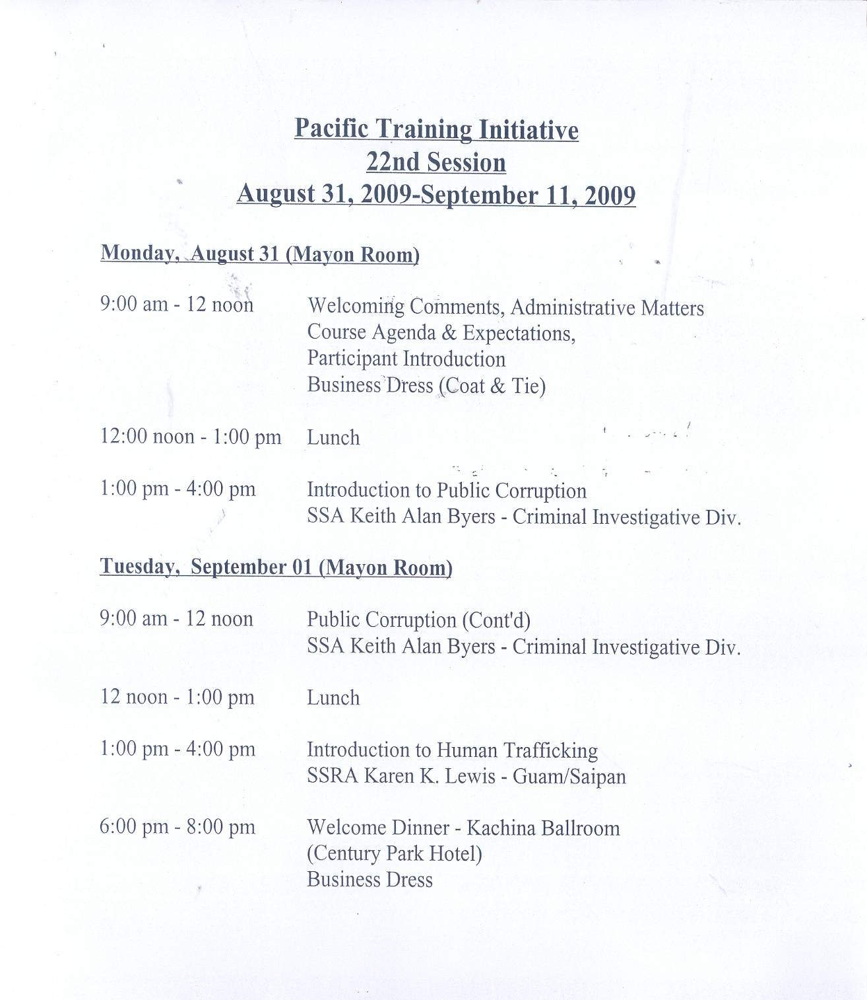 Pacific Training Initiative
22nd Session
August 31, 2009-September 11, 2009
Monday, August 31 (Mayon Room)
9:00 am - 12 noon Welcoming Comments, Administrative Matters
Course Agenda & Expectations,
Participant Introduction
Business Dress (Coat & Tie)
12:00 noon - 1:00 pm Lunch
1:00 pm - 4:00 pm Introduction to Public Corruption
SSA Keith Alan Byers - Criminal Investigative Div.
Tuesday, September 01 (Mayon Room)
9:00 am - 12 noon Public Corruption (Cont'd)
SSA Keith Alan Byers - Criminal Investigative Div.
12 noon - 1:00 pm Lunch
1:00 pm - 4:00 pm Introduction to Human Trafficking
SSRA Karen K. Lewis - Guam/Saipan
6:00 pm - 8:00 pm Welcome Dinner - Kachina Ballroom
(Century Park Hotel)
Business Dress